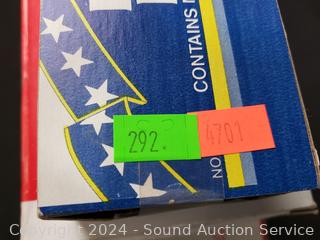 CONTAINS
NO
292.
4701
Copyright 2024 - Sound Auction Service